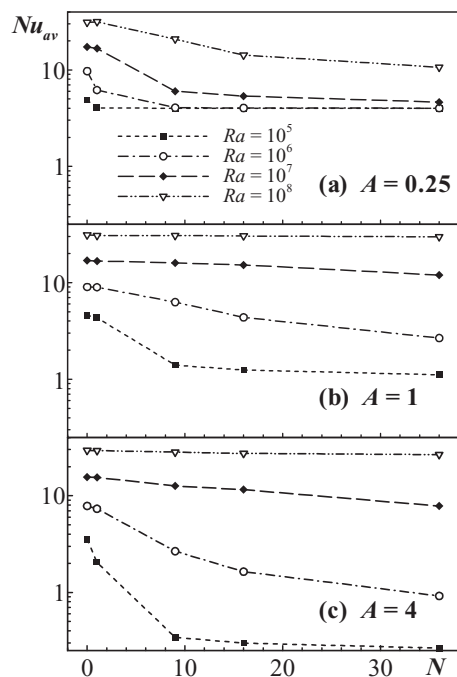 Nu_av
10
1
Ra = 10^5
Ra = 10^6
Ra = 10^7
Ra = 10^8
(a) A = 0.25
10
1
(b) A = 1
10
1
(c) A = 4
0 10 20 30 N